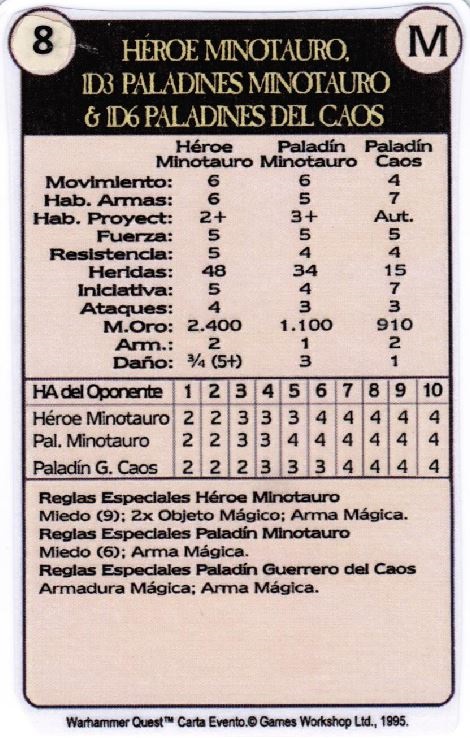 8
M
HÉROE MINOTAURO,
1D3 PALADINES MINOTAURO
& 1D6 PALADINES DEL CAOS
Héroe Paladín Paladín
Minotauro Minotauro Caos
Movimiento: 6 6 4
Hab. Armas: 6 5 7
Hab. Proyect: 2+ 3+ Aut.
Fuerza: 5 5 5
Resistencia: 5 4 4
Heridas: 48 34 15
Iniciativa: 5 4 7
Ataques: 4 3 3
M.Oro: 2.400 1.100 910
Arm.: 2 1 2
Daño: ¾ (5+) 3 1
HA del Oponente 1 2 3 4 5 6 7 8 9 10
Héroe Minotauro 2 2 3 3 3 4 4 4 4 4
Pal. Minotauro 2 2 3 3 4 4 4 4 4 4
Paladín G. Caos 2 2 2 3 3 3 4 4 4 4
Reglas Especiales Héroe Minotauro
Miedo (9); 2x Objeto Mágico; Arma Mágica.
Reglas Especiales Paladín Minotauro
Miedo (6); Arma Mágica.
Reglas Especiales Paladín Guerrero del Caos
Armadura Mágica; Arma Mágica.
Warhammer Quest™ Carta Evento.© Games Workshop Ltd., 1995.